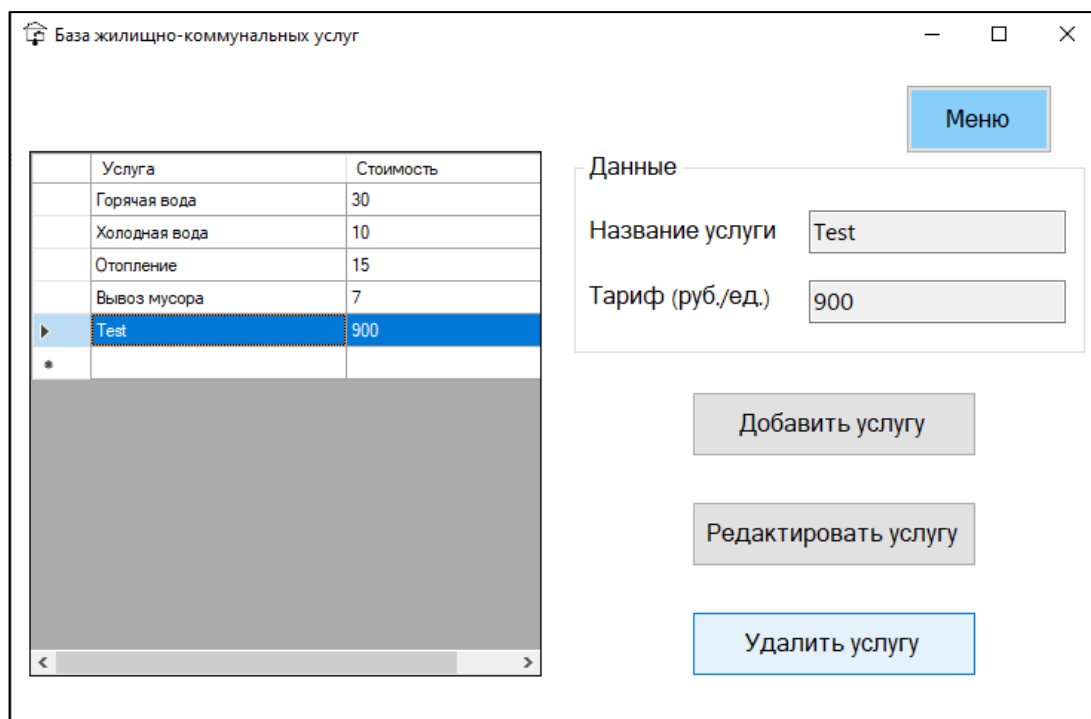 База жилищно-коммунальных услуг
Меню
Услуга Стоимость
Горячая вода 30
Холодная вода 10
Отопление 15
Вывоз мусора 7
Test 900
Данные
Название услуги Test
Тариф (руб./ед.) 900
Добавить услугу
Редактировать услугу
Удалить услугу